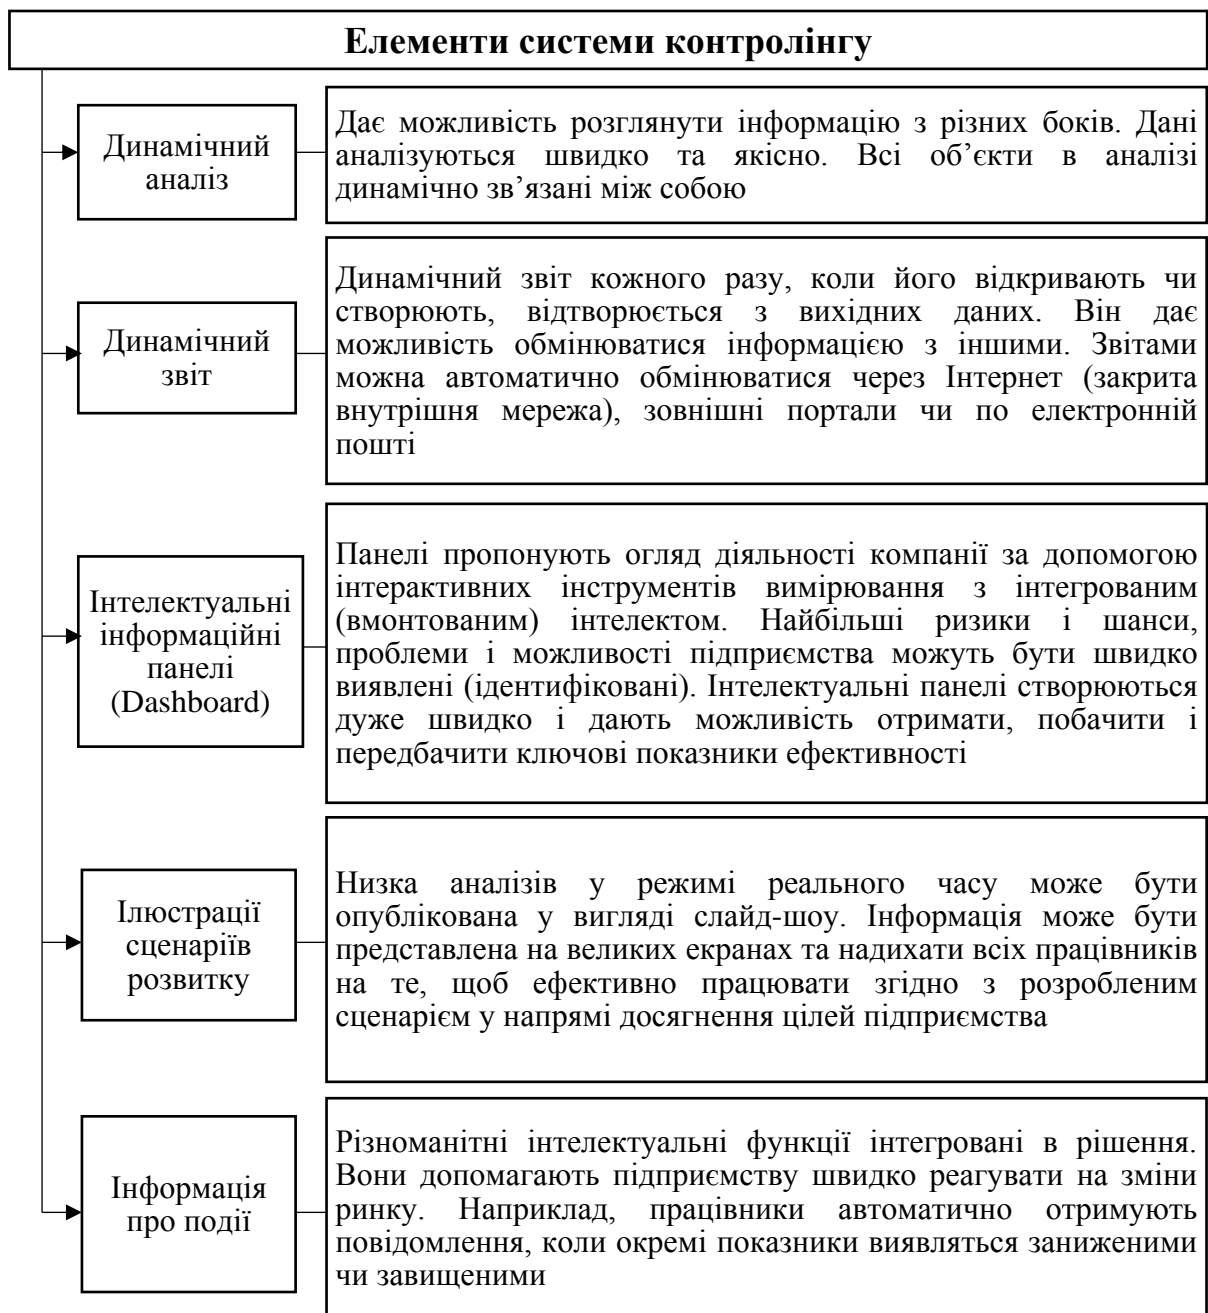 Елементи системи контролінгу
Динамічний
аналіз
Дає можливість розглянути інформацію з різних боків. Дані
аналізуються швидко та якісно. Всі об’єкти в аналізі
динамічно зв’язані між собою
Динамічний
звіт
Динамічний звіт кожного разу, коли його відкривають чи
створюють, відтворюється з вихідних даних. Він дає
можливість обмінюватися інформацією з іншими. Звітами
можна автоматично обмінюватися через Інтернет (закрита
внутрішня мережа), зовнішні портали чи по електронній
пошті
Інтелектуальні
інформаційні
панелі
(Dashboard)
Панелі пропонують огляд діяльності компанії за допомогою
інтерактивних інструментів вимірювання з інтегрованим
(вмонтованим) інтелектом. Найбільші ризики і шанси,
проблеми і можливості підприємства можуть бути швидко
виявлені (ідентифіковані). Інтелектуальні панелі створюються
дуже швидко і дають можливість отримати, побачити і
передбачити ключові показники ефективності
Ілюстрації
сценаріїв
розвитку
Низка аналізів у режимі реального часу може бути
опублікована у вигляді слайд-шоу. Інформація може бути
представлена на великих екранах та надихати всіх працівників
на те, щоб ефективно працювати згідно з розробленим
сценарієм у напрямі досягнення цілей підприємства
Інформація
про події
Різноманітні інтелектуальні функції інтегровані в рішення.
Вони допомагають підприємству швидко реагувати на зміни
ринку. Наприклад, працівники автоматично отримують
повідомлення, коли окремі показники виявляться заниженими
чи завищеними